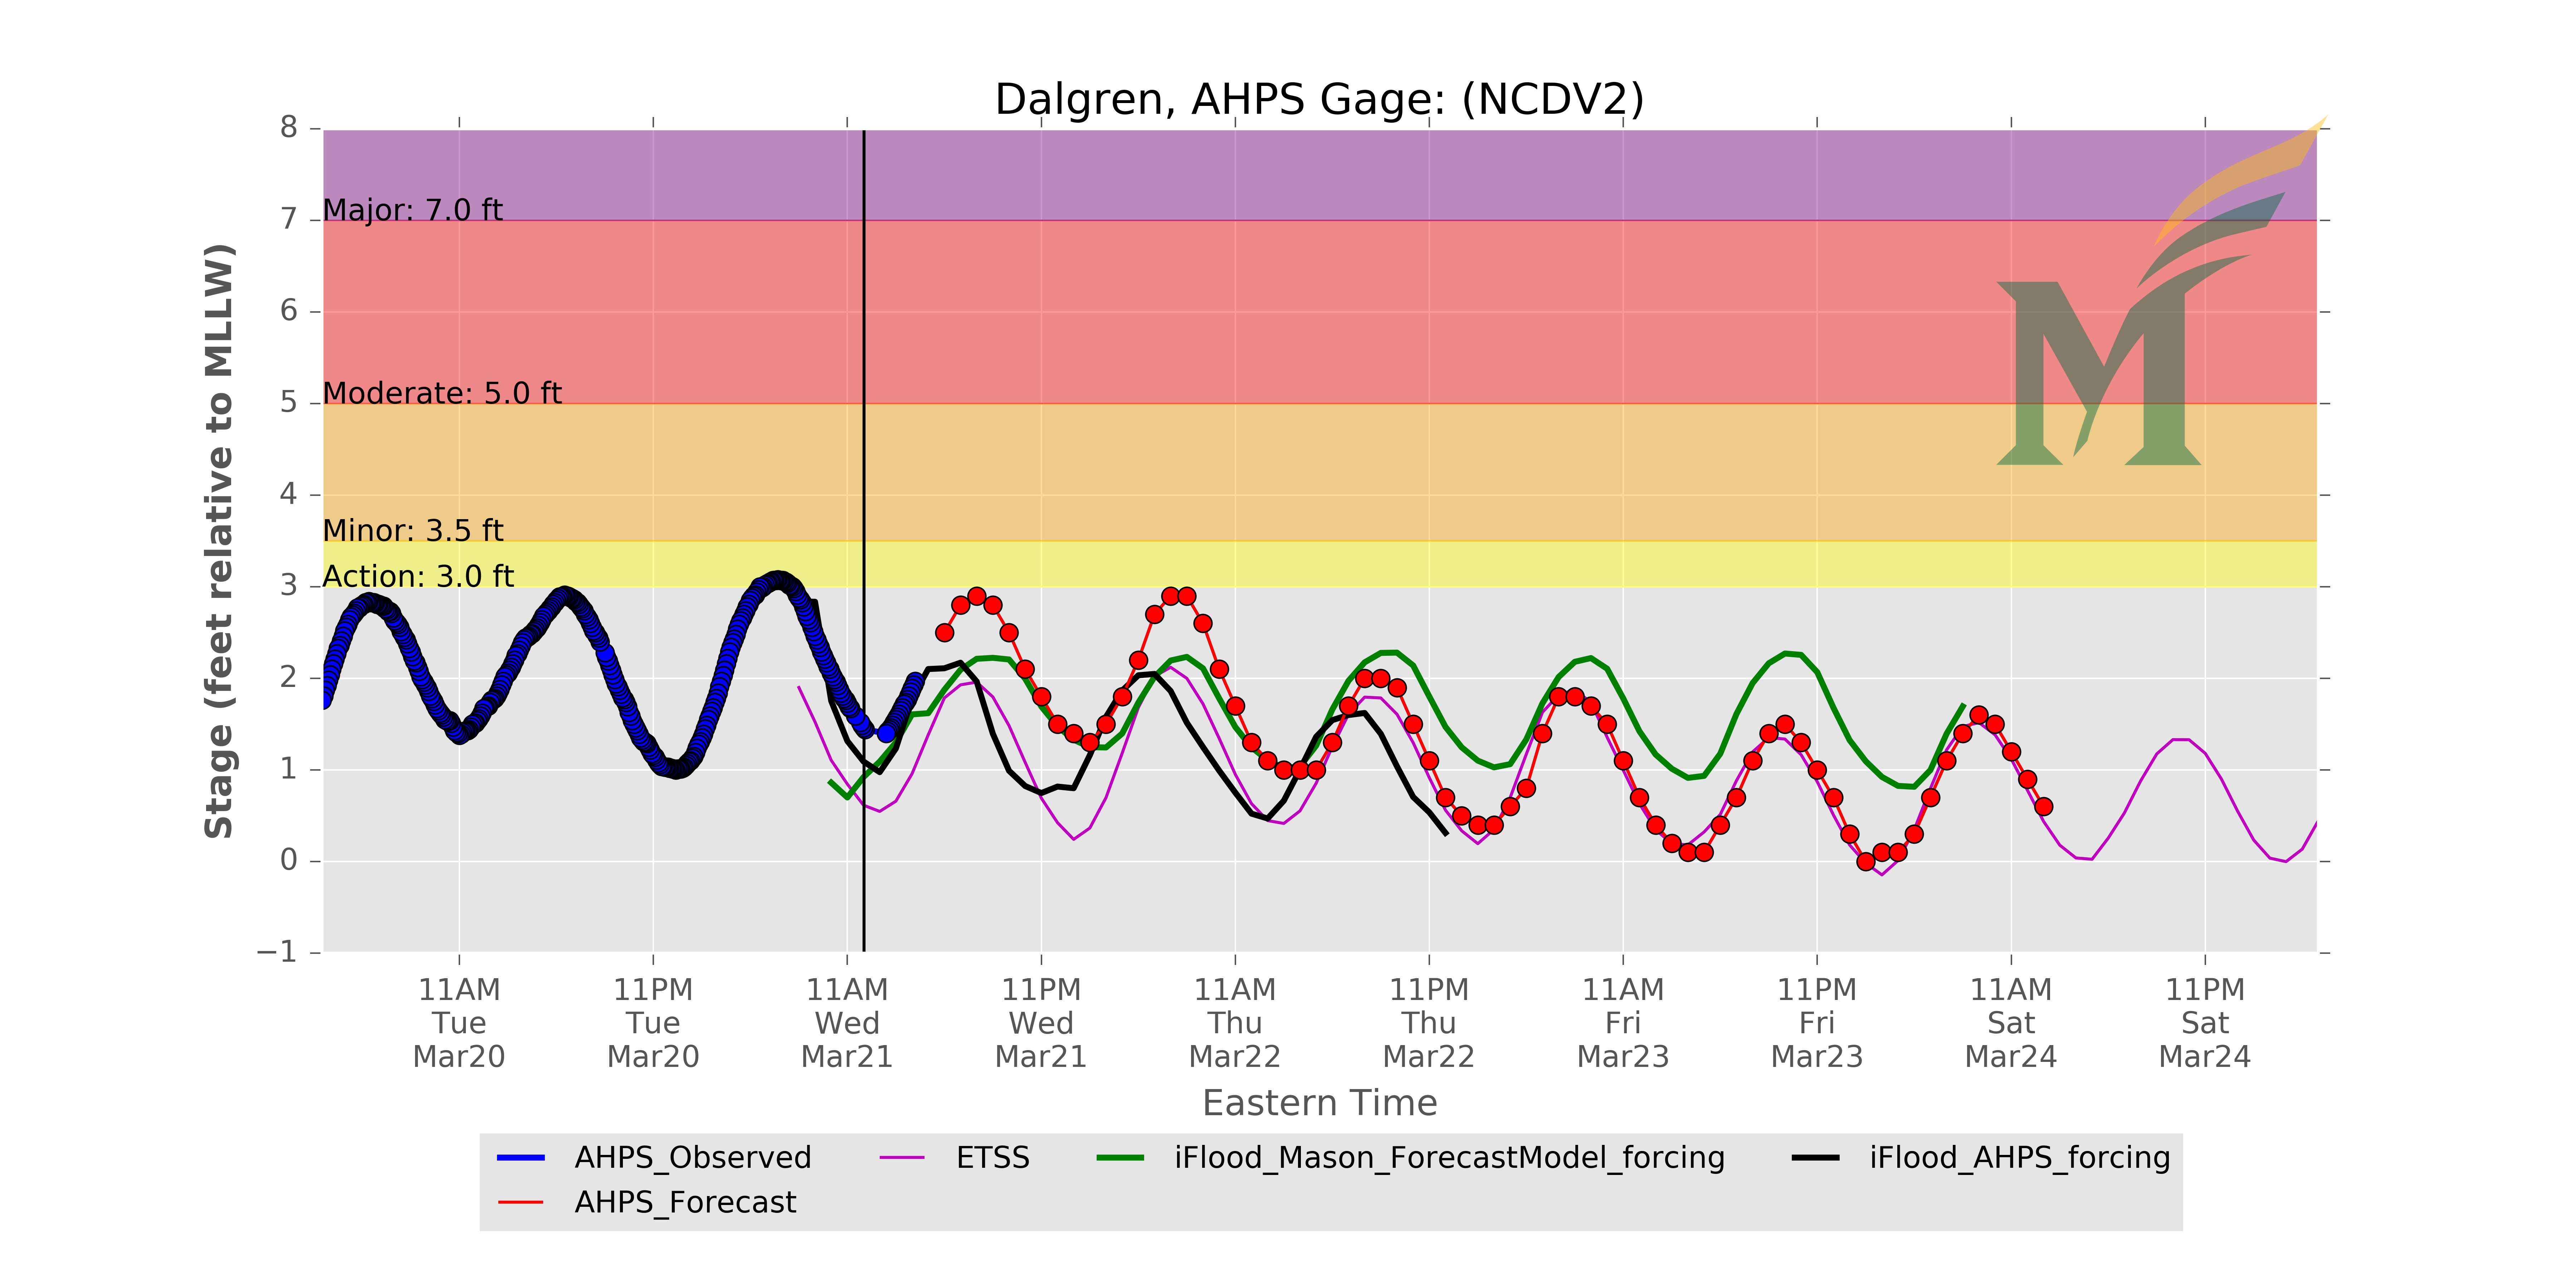 Dalgren, AHPS Gage: (NCDV2)
8
7
6
5
4
3
2
1
0
−1
Stage (feet relative to MLLW)
Major: 7.0 ft
Moderate: 5.0 ft
Minor: 3.5 ft
Action: 3.0 ft
11AM 11PM 11AM 11PM 11AM 11PM 11AM 11PM 11AM 11PM
Tue Tue Wed Wed Thu Thu Fri Fri Sat Sat
Mar20 Mar20 Mar21 Mar21 Mar22 Mar22 Mar23 Mar23 Mar24 Mar24
Eastern Time
AHPS_Observed ETSS iFlood_Mason_ForecastModel_forcing iFlood_AHPS_forcing
AHPS_Forecast
M